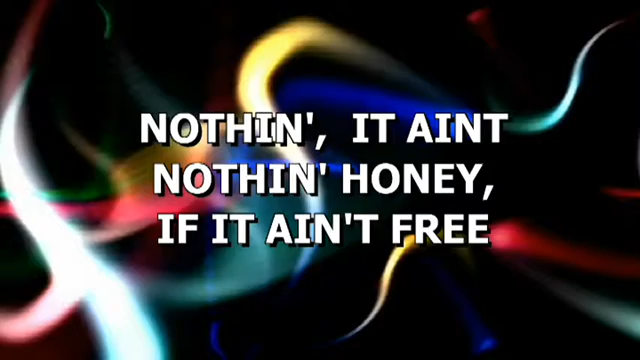 NOTHIN', IT AINT
NOTHIN' HONEY,
IF IT AIN'T FREE